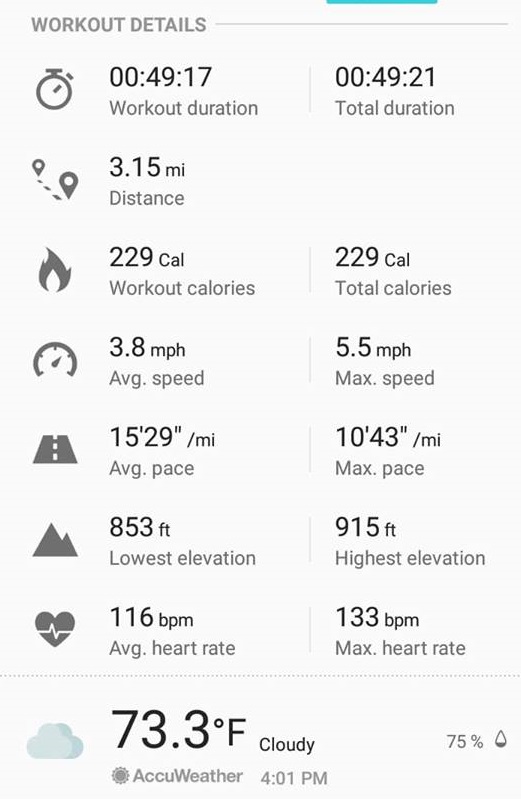 WORKOUT DETAILS
00:49:17 00:49:21
Workout duration Total duration
3.15 mi
Distance
229 Cal 229 Cal
Workout calories Total calories
3.8 mph 5.5 mph
Avg. speed Max. speed
15'29" /mi 10'43" /mi
Avg. pace Max. pace
853 ft 915 ft
Lowest elevation Highest elevation
116 bpm 133 bpm
Avg. heart rate Max. heart rate
73.3°F Cloudy 75 %
AccuWeather 4:01 PM